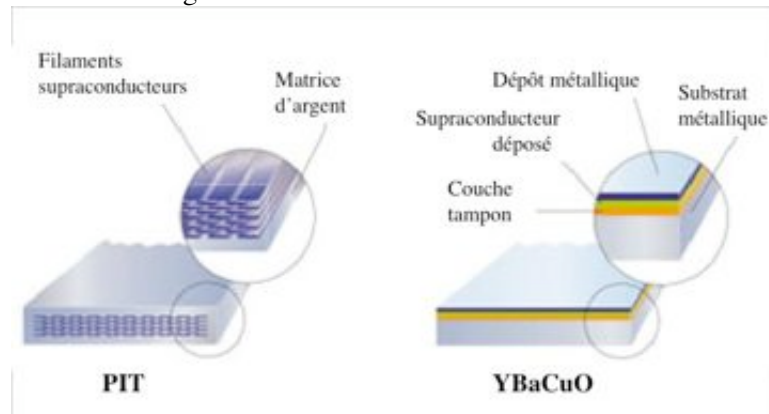 Filaments
supraconducteurs
Matrice
d'argent
PIT
Dépôt métallique
Supraconducteur
déposé
Substrat
métallique
Couche
tampon
YBaCuO